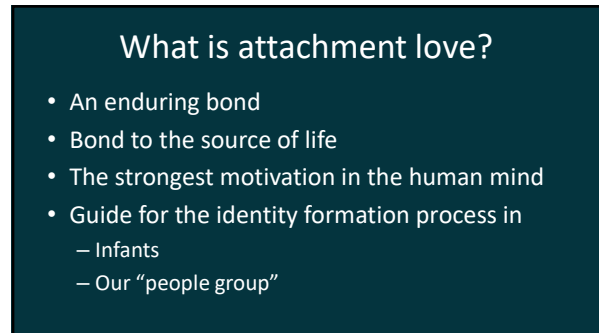 What is attachment love?
• An enduring bond
• Bond to the source of life
• The strongest motivation in the human mind
• Guide for the identity formation process in
– Infants
– Our “people group”